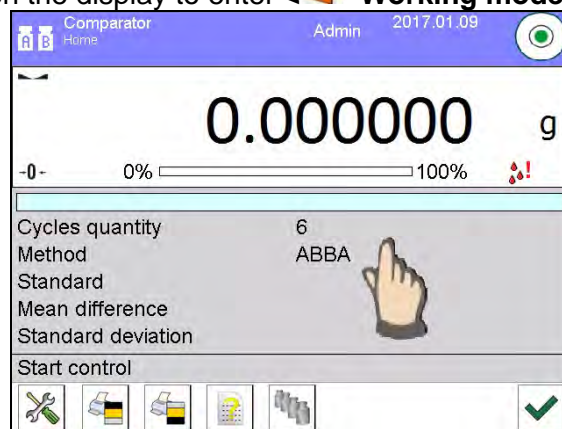 on the display to enter Working mode
Comparator
Home
Admin
2017.01.09
A B
0.000000 g
-0- 0% 100% !
Cycles quantity 6
Method ABBA
Standard
Mean difference
Standard deviation
Start control